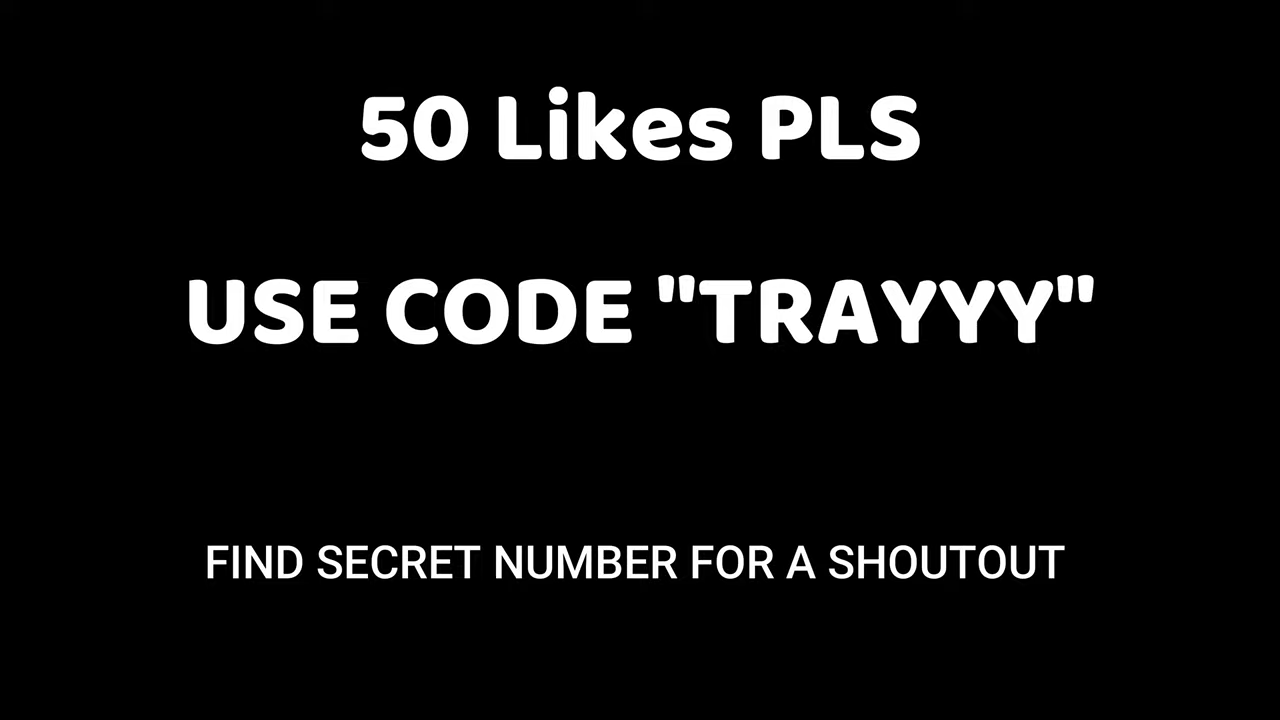 50 Likes PLS
USE CODE "TRAYYY"
FIND SECRET NUMBER FOR A SHOUTOUT